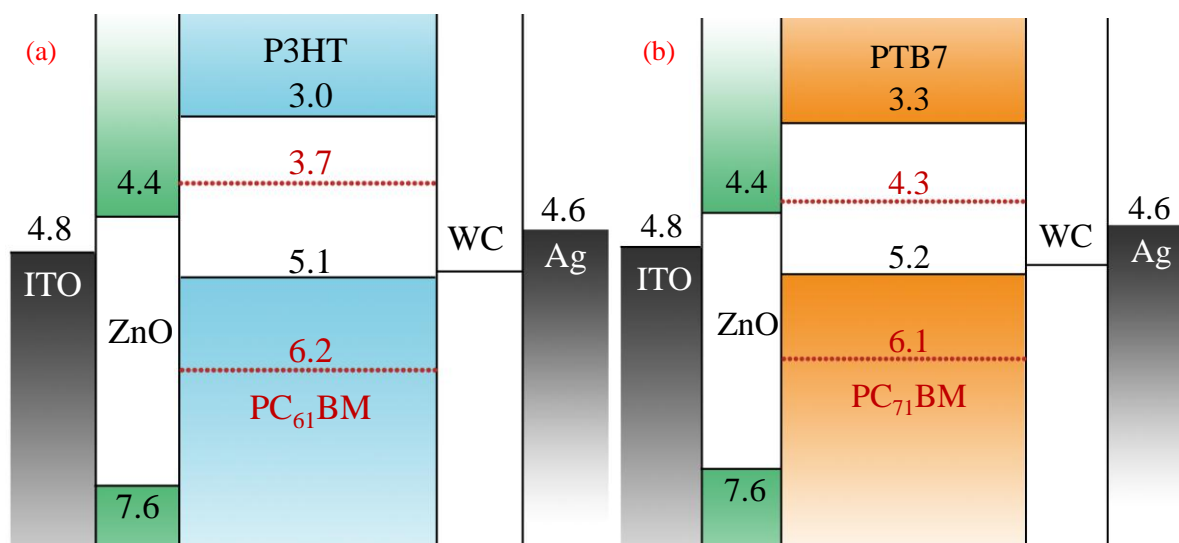 (a)
P3HT
3.0
3.7
4.4
4.8
ITO
ZnO
5.1
WC
4.6
Ag
6.2
PC₆₁BM
7.6
(b)
PTB7
3.3
4.3
4.4
4.8
ITO
ZnO
5.2
WC
4.6
Ag
6.1
PC₇₁BM
7.6